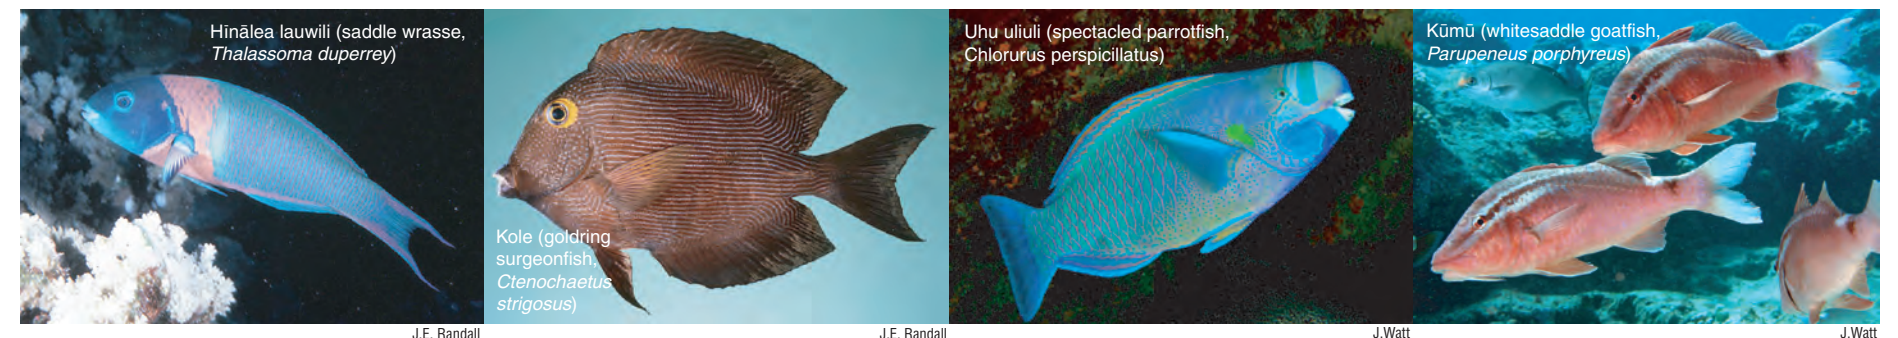 Hīnālea lauwili (saddle wrasse,
Thalassoma duperrey)
Kole (goldring
surgeonfish,
Ctenochaetus
strigosus)
Uhu uliuli (spectacled parrotfish,
Chlorurus perspicillatus)
Kūmū (whitesaddle goatfish,
Parupeneus porphyreus)
J.E. Randall
J.E. Randall
J.Watt
J.Watt